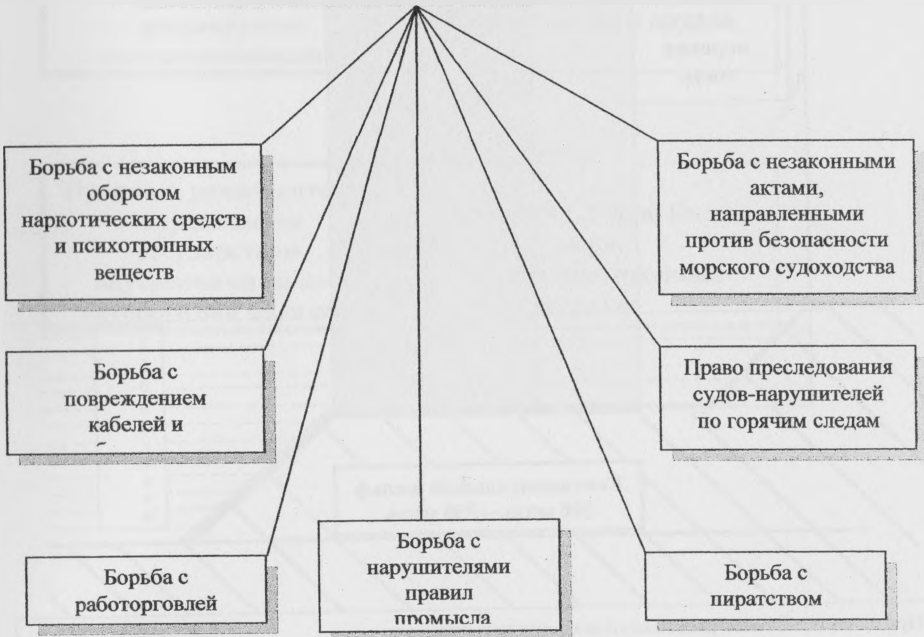 Борьба с незаконным
оборотом
наркотических средств
и психотропных
веществ
Борьба с незаконными
актами,
направленными
против безопасности
морского судоходства
Борьба с
повреждением
кабелей и
Право преследования
судов-нарушителей
по горячим следам
Борьба с
работорговлей
Борьба с
нарушителями
правил
промысла
Борьба с
пиратством